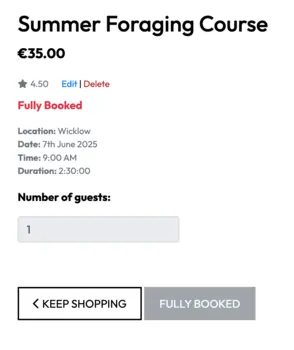 Summer Foraging Course
€35.00
4.50 Edit | Delete
Fully Booked
Location: Wicklow
Date: 7th June 2025
Time: 9:00 AM
Duration: 2:30:00
Number of guests:
1
KEEP SHOPPING FULLY BOOKED